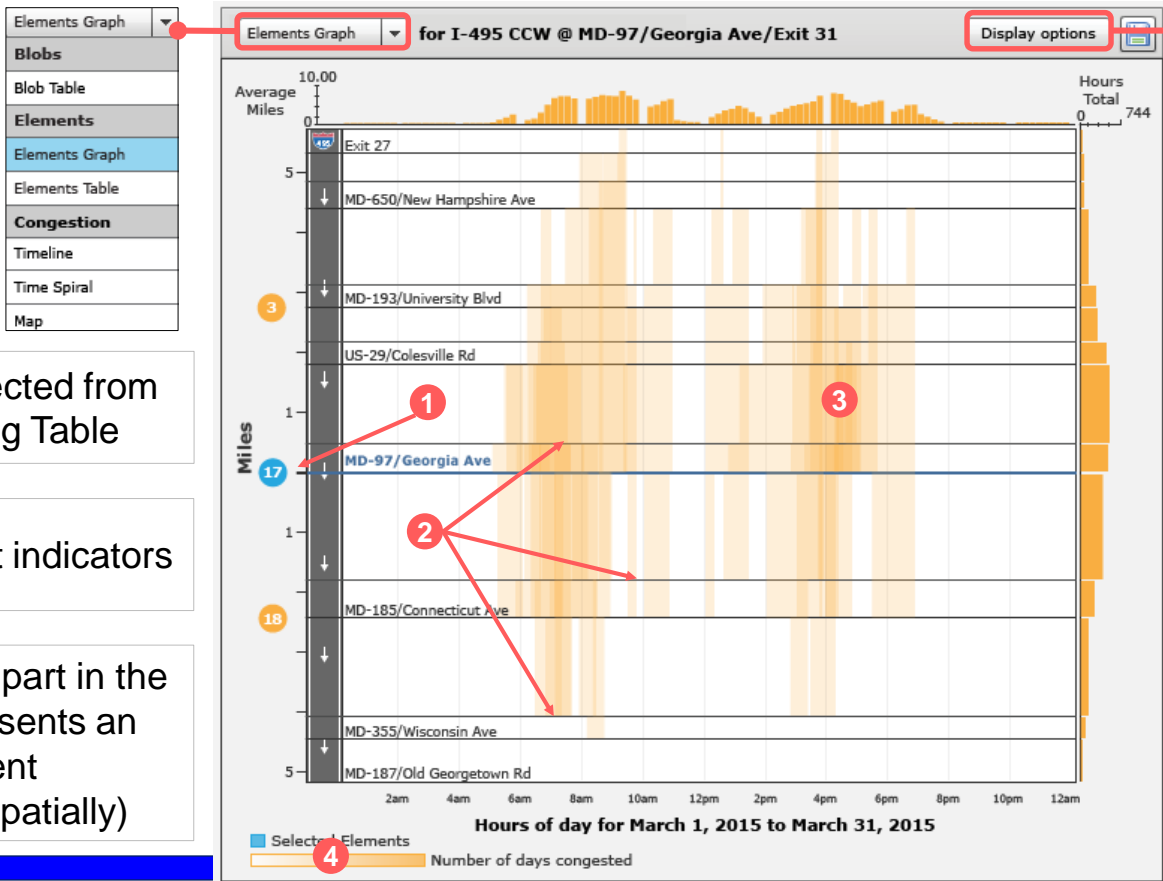 Elements Graph
Blobs
Blob Table
Elements
Elements Graph
Elements Table
Congestion
Timeline
Time Spiral
Map
ected from
g Table
t indicators
part in the
sents an
ent
patially)
Elements Graph
for I-495 CCW @ MD-97/Georgia Ave/Exit 31
Display options
Average
Miles
10.00
0
Hours
Total
0
744
495
Exit 27
5
MD-650/New Hampshire Ave
MD-193/University Blvd
3
US-29/Colesville Rd
1
1
3
Miles
MD-97/Georgia Ave
17
2
1
MD-185/Connecticut Ave
18
MD-355/Wisconsin Ave
5
MD-187/Old Georgetown Rd
2am 4am 6am 8am 10am 12pm 2pm 4pm 6pm 8pm 10pm 12am
Hours of day for March 1, 2015 to March 31, 2015
Selected Elements
4
Number of days congested